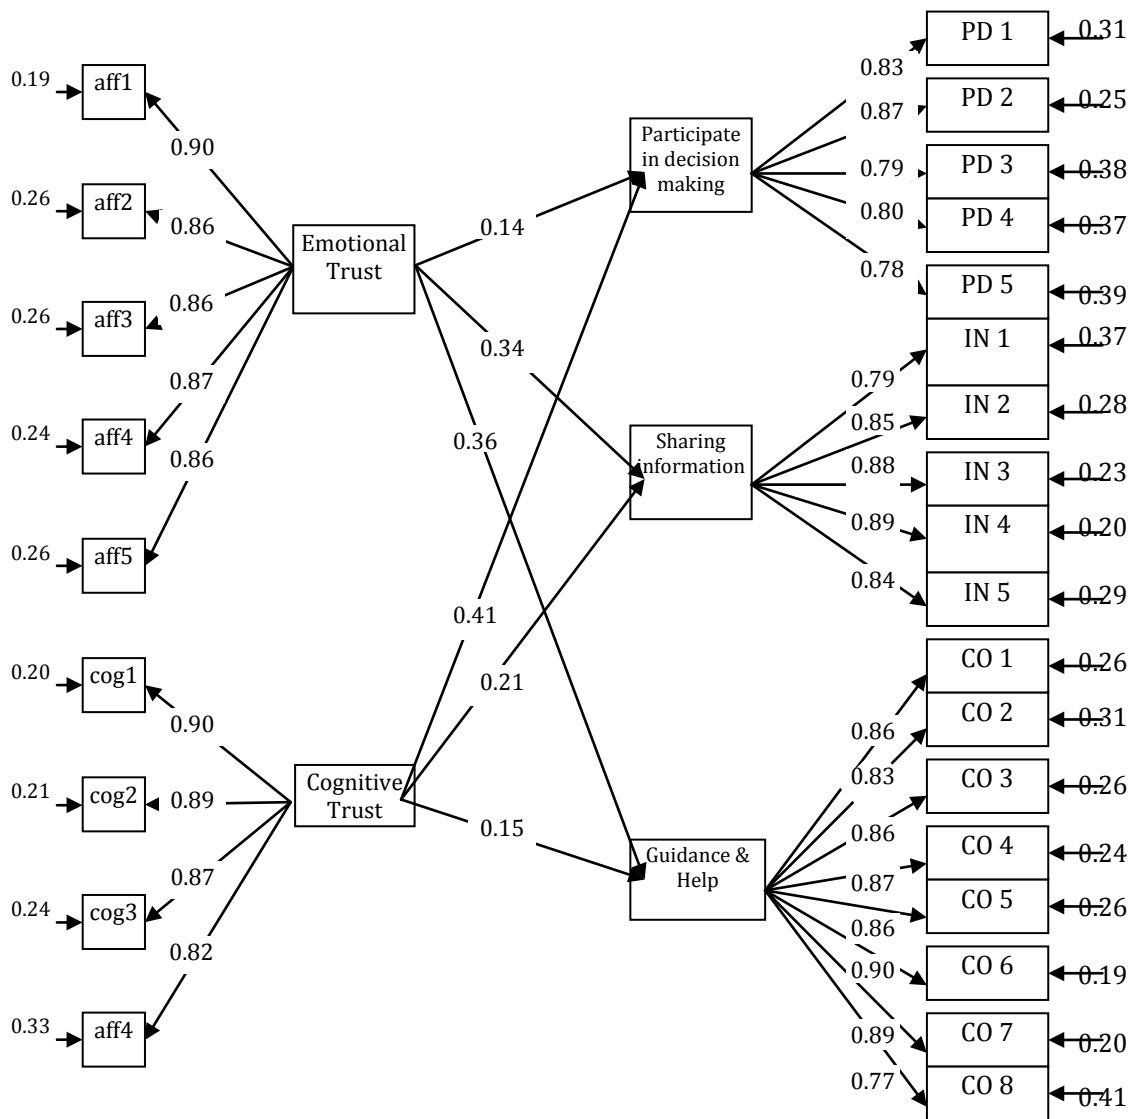 0.19
aff1
0.90
0.26
aff2
0.86
0.26
aff3
0.86
0.24
aff4
0.87
0.26
aff5
0.86
Emotional
Trust
0.20
cog1
0.90
0.21
cog2
0.89
0.24
cog3
0.87
0.33
aff4
0.82
Cognitive
Trust
0.14
0.34
0.36
0.41
0.21
0.15
Participate
in decision
making
Sharing
information
Guidance &
Help
0.83
PD 1
0.31
0.87
PD 2
0.25
0.79
PD 3
0.38
0.80
PD 4
0.37
0.78
PD 5
0.39
0.79
IN 1
0.37
0.85
IN 2
0.28
0.88
IN 3
0.23
0.89
IN 4
0.20
0.84
IN 5
0.29
0.86
CO 1
0.26
0.83
CO 2
0.31
0.86
CO 3
0.26
0.87
CO 4
0.24
0.86
CO 5
0.26
0.90
CO 6
0.19
0.89
CO 7
0.20
0.77
CO 8
0.41